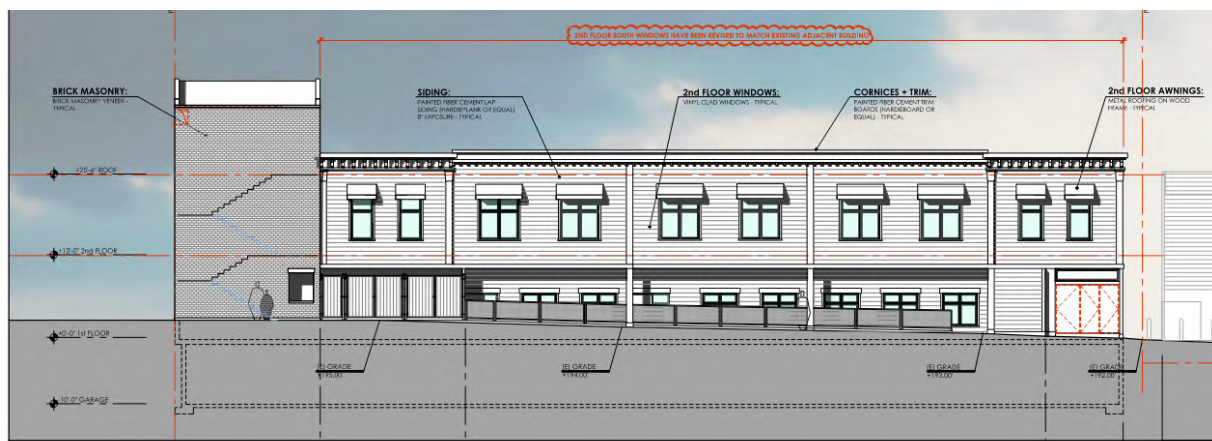 2ND FLOOR SOUTH WINDOWS HAVE BEEN REVISED TO MATCH EXISTING ADJACENT BUILDING
BRICK MASONRY:
BRICK MASONRY VENEER -
TYPICAL
SIDING:
PAINTED FIBER CEMENT LAP
SIDING (HARDIEPLANK OR EQUAL)
8" EXPOSURE - TYPICAL
2nd FLOOR WINDOWS:
VINYL CLAD WINDOWS - TYPICAL
CORNICES + TRIM:
PAINTED FIBER CEMENT TRIM
BOARDS (HARDIEBOARD OR
EQUAL) - TYPICAL
2nd FLOOR AWNINGS:
METAL ROOFING ON WOOD
FRAME - TYPICAL
+25'-6" ROOF
+13'-0" 2nd FLOOR
+0'-0" 1st FLOOR
(E) GRADE
+195.00'
(E) GRADE
+194.00'
(E) GRADE
+193.00'
(E) GRADE
+192.00'
-10'-0" GARAGE